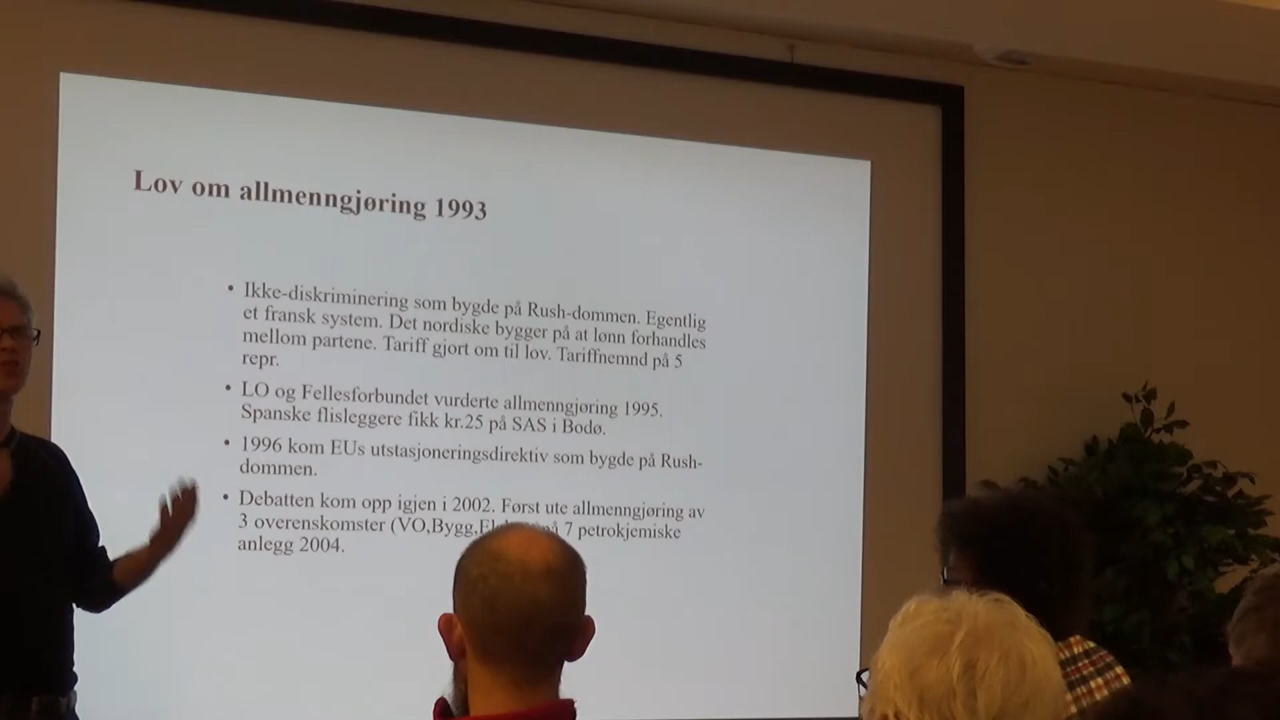 Lov om allmenngjøring 1993
• Ikke-diskriminering som bygde på Rush-dommen. Egentlig
et fransk system. Det nordiske bygger på at lønn forhandles
mellom partene. Tariff gjort om til lov. Tariffnemnd på 5
repr.
• LO og Fellesforbundet vurderte allmenngjøring 1995.
Spanske flisleggere fikk kr.25 på SAS i Bodø.
• 1996 kom EUs utstasjoneringsdirektiv som bygde på Rush-
dommen.
• Debatten kom opp igjen i 2002. Først ute allmenngjøring av
3 overenskomster (VO,Bygg, på 7 petrokjemiske
anlegg 2004.